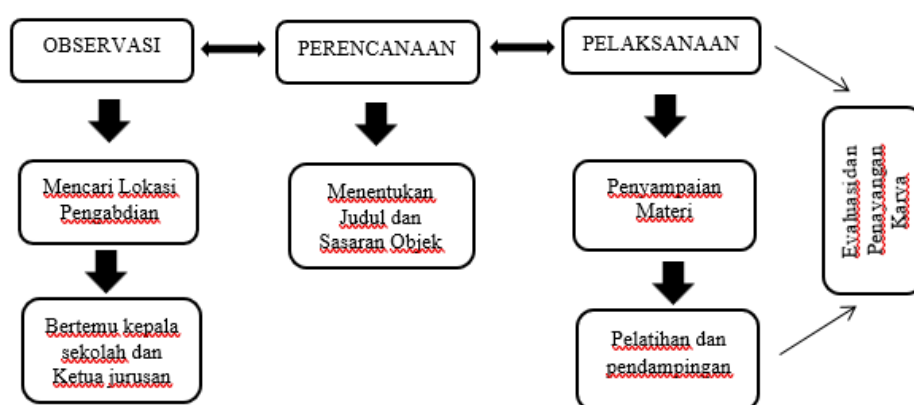 OBSERVASI
PERENCANAAN
PELAKSANAAN
Mencari Lokasi
Pengabdian
Menentukan
Judul dan
Sasaran Objek
Penyampaian
Materi
Evaluasi dan
Penayangan
Karya
Bertemu kepala
sekolah dan
Ketua jurusan
Pelatihan dan
pendampingan